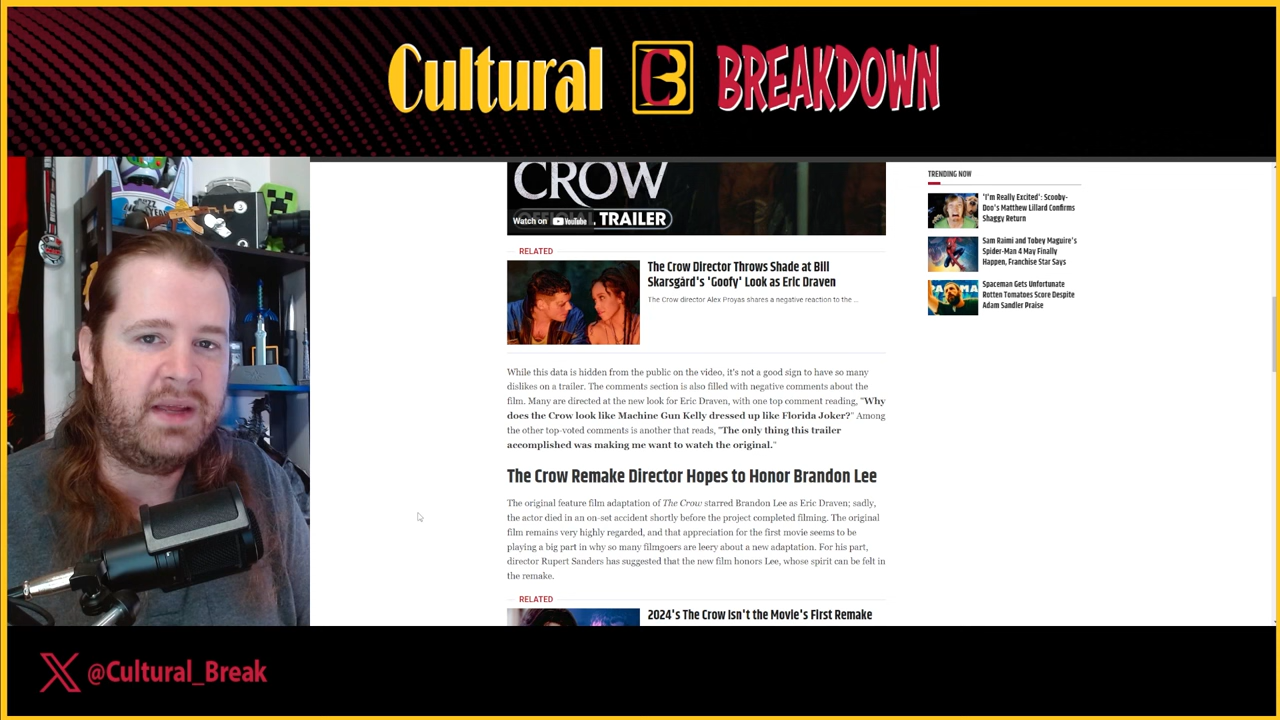 Cultural CB BREAKDOWN
CROW
OFFICIAL TRAILER
Watch on YouTube
RELATED
The Crow Director Throws Shade at Bill
Skarsgård's 'Goofy' Look as Eric Draven
The Crow director Alex Proyas shares a negative reaction to the ...
While this data is hidden from the public on the video, it's not a good sign to have so many
dislikes on a trailer. The comments section is also filled with negative comments about the
film. Many are directed at the new look for Eric Draven, with one top comment reading, "Why
does the Crow look like Machine Gun Kelly dressed up like Florida Joker?" Among
the other top-voted comments is another that reads, "The only thing this trailer
accomplished was making me want to watch the original."
The Crow Remake Director Hopes to Honor Brandon Lee
The original feature film adaptation of The Crow starred Brandon Lee as Eric Draven; sadly,
the actor died in an on-set accident shortly before the project completed filming. The original
film remains very highly regarded, and that appreciation for the first movie seems to be
playing a big part in why so many filmgoers are leery about a new adaptation. For his part,
director Rupert Sanders has suggested that the new film honors Lee, whose spirit can be felt in
the remake.
RELATED
2024's The Crow Isn't the Movie's First Remake
TRENDING NOW
'I'm Really Excited': Scooby-
Doo's Matthew Lillard Confirms
Shaggy Return
Sam Raimi and Tobey Maguire's
Spider-Man 4 May Finally
Happen, Franchise Star Says
Spaceman Gets Unfortunate
Rotten Tomatoes Score Despite
Adam Sandler Praise
X @Cultural_Break